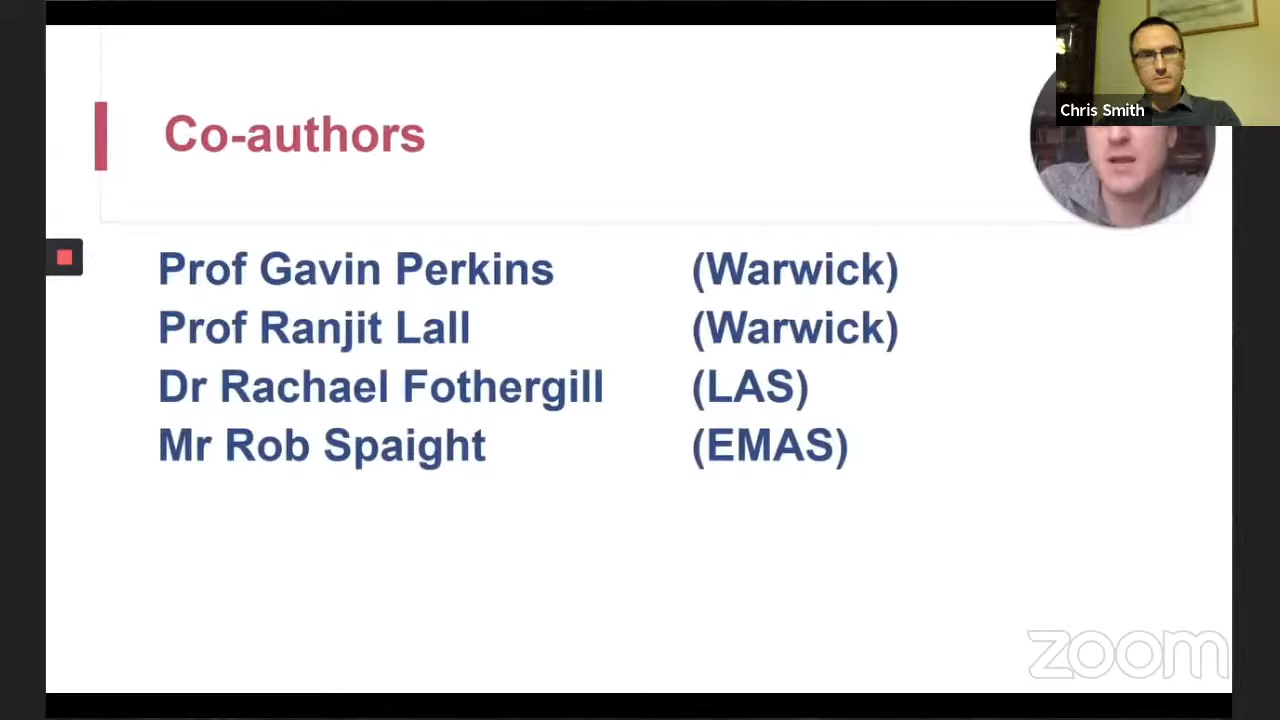 Chris Smith
Co-authors
Prof Gavin Perkins (Warwick)
Prof Ranjit Lall (Warwick)
Dr Rachael Fothergill (LAS)
Mr Rob Spaight (EMAS)
zoom